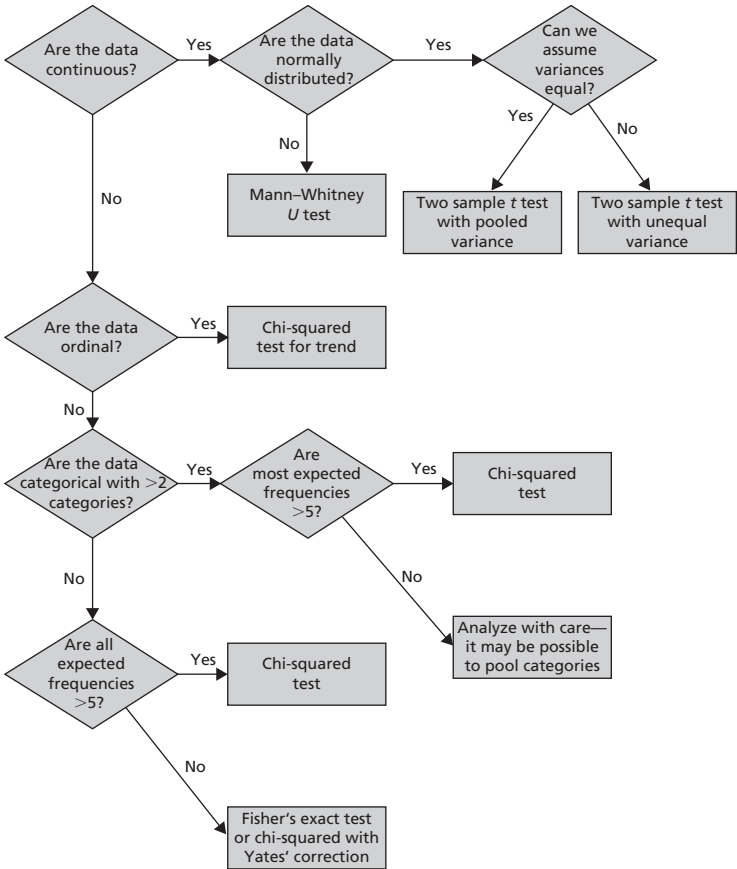 Are the data
continuous?
Yes
Are the data
normally
distributed?
Yes
Can we
assume
variances
equal?
No
Mann–Whitney
U test
Yes
No
Two sample t test
with pooled
variance
Two sample t test
with unequal
variance
No
Are the data
ordinal?
Yes
Chi-squared
test for trend
No
Are the data
categorical with >2
categories?
Yes
Are
most expected
frequencies
>5?
Yes
Chi-squared
test
No
Analyze with care—
it may be possible
to pool categories
No
Are all
expected
frequencies
>5?
Yes
Chi-squared
test
No
Fisher's exact test
or chi-squared with
Yates' correction